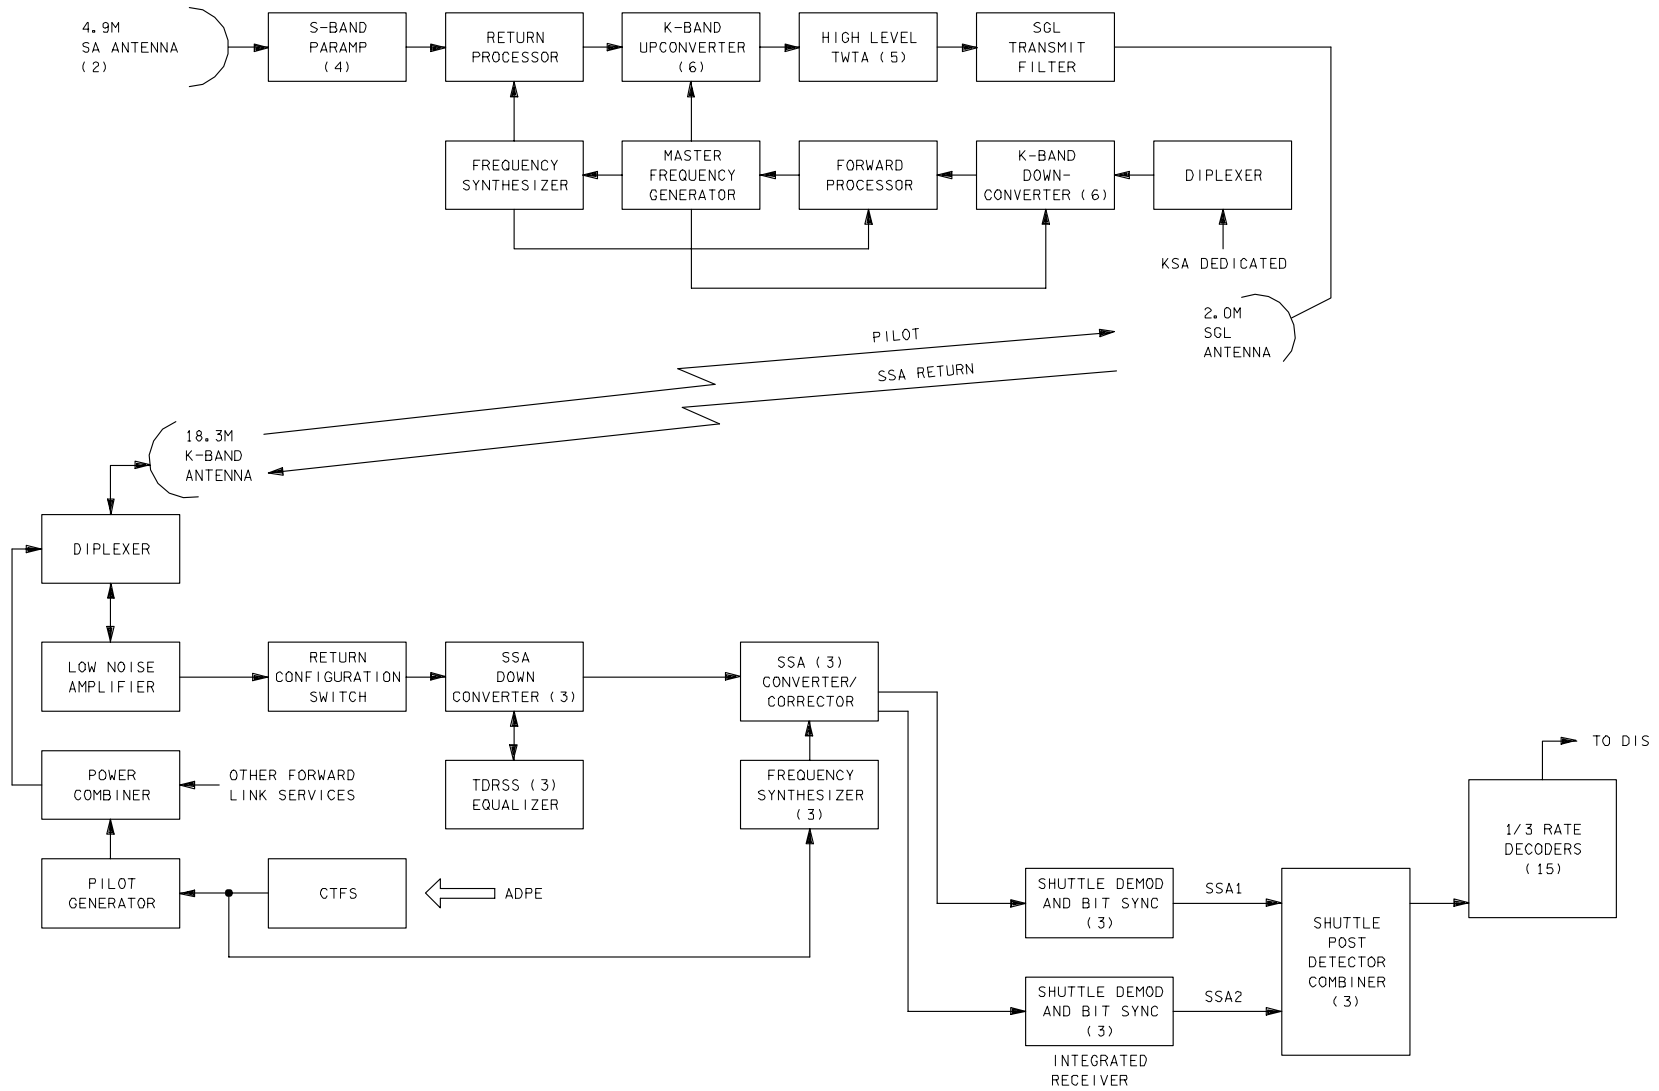 4.9M
SA ANTENNA
(2)
S-BAND
PARAMP
(4)
RETURN
PROCESSOR
K-BAND
UPCONVERTER
(6)
HIGH LEVEL
TWTA (5)
SGL
TRANSMIT
FILTER
FREQUENCY
SYNTHESIZER
MASTER
FREQUENCY
GENERATOR
FORWARD
PROCESSOR
K-BAND
DOWN-
CONVERTER (6)
DIPLEXER
KSA DEDICATED
2.0M
SGL
ANTENNA
PILOT
SSA RETURN
18.3M
K-BAND
ANTENNA
DIPLEXER
LOW NOISE
AMPLIFIER
RETURN
CONFIGURATION
SWITCH
SSA
DOWN
CONVERTER (3)
SSA (3)
CONVERTER/
CORRECTOR
POWER
COMBINER
OTHER FORWARD
LINK SERVICES
TDRSS (3)
EQUALIZER
FREQUENCY
SYNTHESIZER
(3)
TO DIS
1/3 RATE
DECODERS
(15)
PILOT
GENERATOR
CTFS
ADPE
SHUTTLE DEMOD
AND BIT SYNC
(3)
SSA1
SHUTTLE
POST
DETECTOR
COMBINER
(3)
SHUTTLE DEMOD
AND BIT SYNC
(3)
SSA2
INTEGRATED
RECEIVER